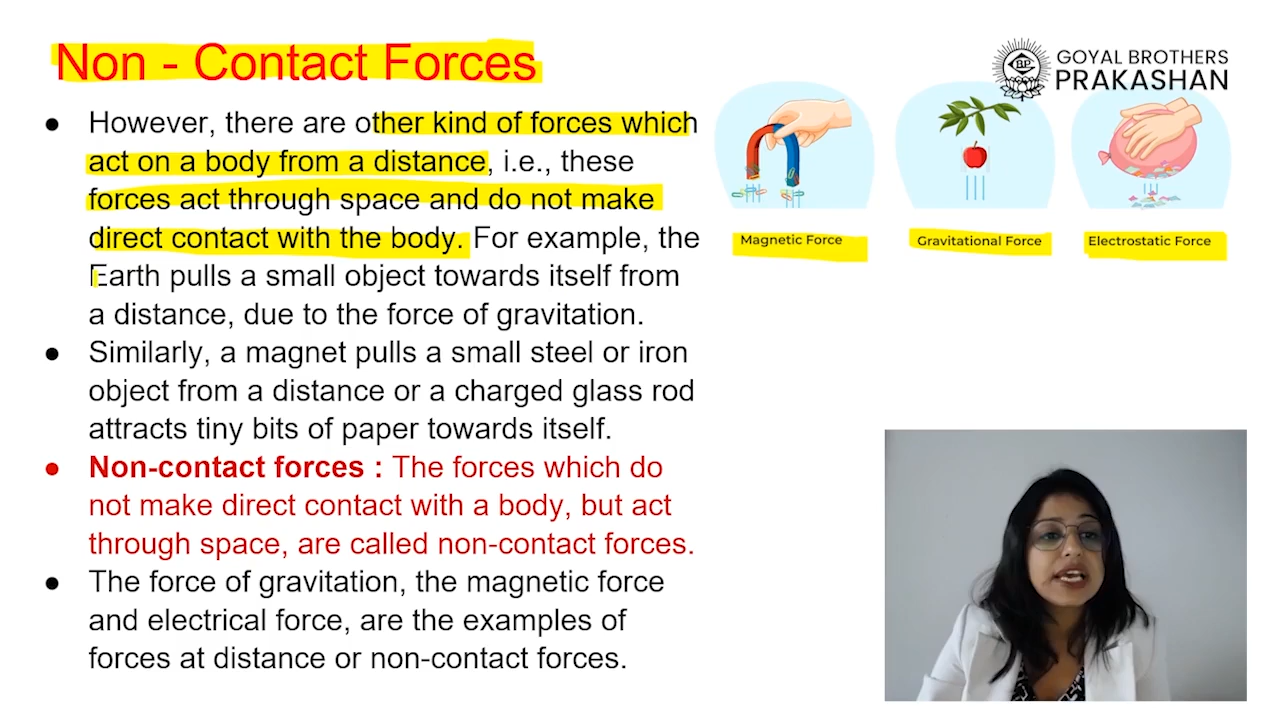 Non - Contact Forces
GOYAL BROTHERS
PRAKASHAN
● However, there are other kind of forces which
act on a body from a distance, i.e., these
forces act through space and do not make
direct contact with the body. For example, the
Earth pulls a small object towards itself from
a distance, due to the force of gravitation.
● Similarly, a magnet pulls a small steel or iron
object from a distance or a charged glass rod
attracts tiny bits of paper towards itself.
● Non-contact forces : The forces which do
not make direct contact with a body, but act
through space, are called non-contact forces.
● The force of gravitation, the magnetic force
and electrical force, are the examples of
forces at distance or non-contact forces.
Magnetic Force
Gravitational Force
Electrostatic Force